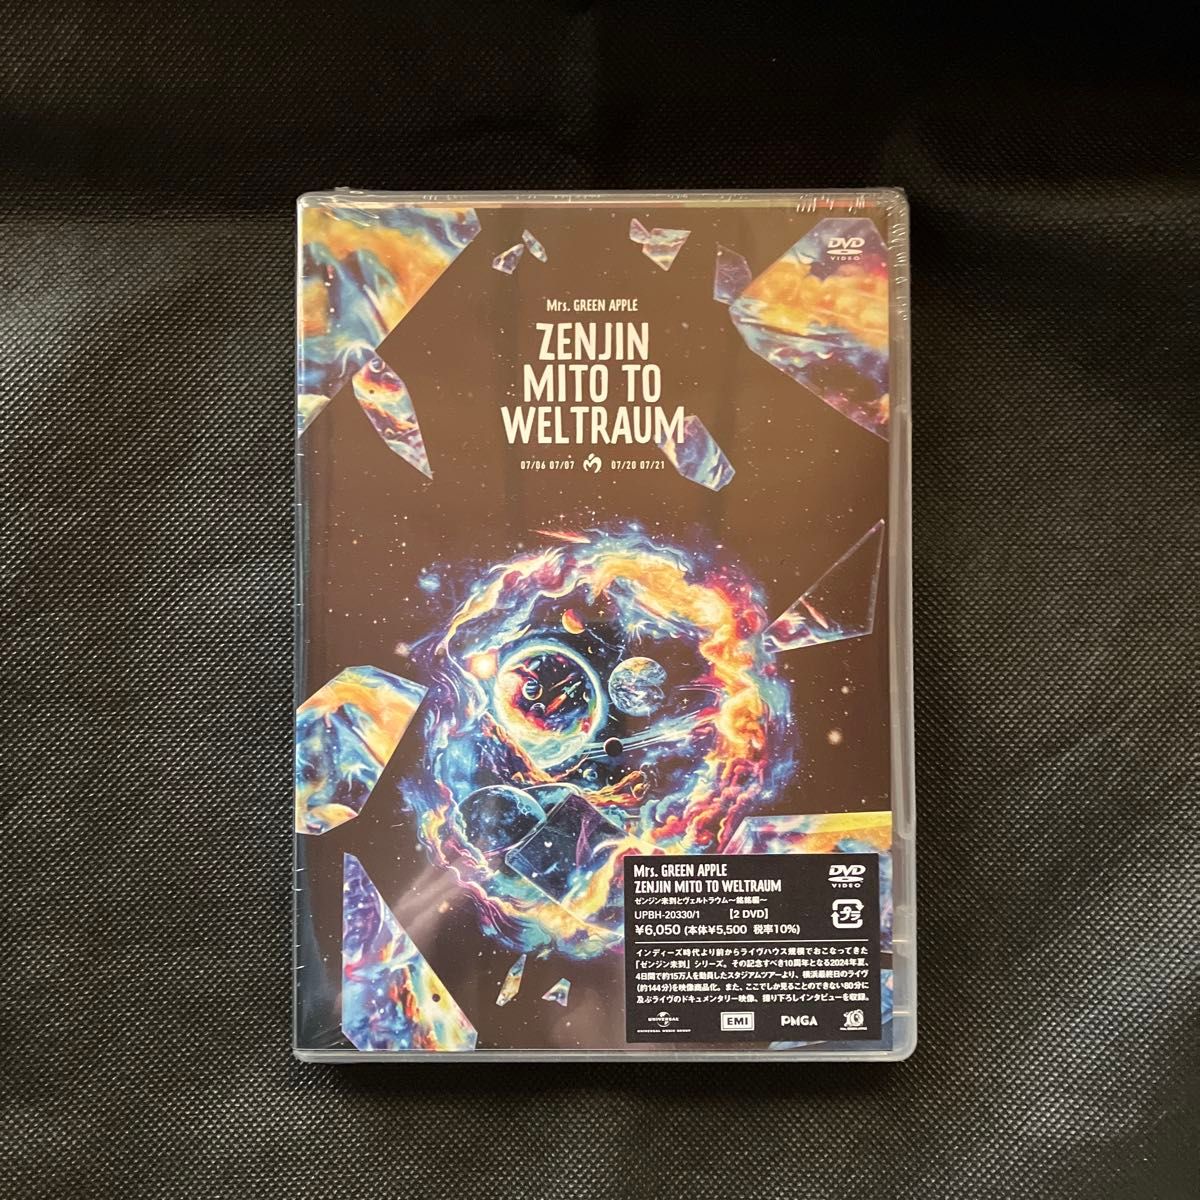 DVD
VIDEO
Mrs. GREEN APPLE
ZENJIN
MITO TO
WELTRAUM
07/06 07/07 07/20 07/21
Mrs. GREEN APPLE
ZENJIN MITO TO WELTRAUM
ゼンジン未到とヴェルトラウム〜銘銘編〜
UPBH-20330/1 【2 DVD】
¥6,050 (本体¥5,500 税率10%)
DVD
VIDEO
プラ
インディーズ時代より前からライヴハウス規模でおこなってきた
「ゼンジン未到」シリーズ。その記念すべき10周年となる2024年夏、
4日間で約15万人を動員したスタジアムツアーより、横浜最終日のライヴ
(約144分)を映像商品化。また、ここでしか見ることのできない80分に
及ぶライヴのドキュメンタリー映像、撮り下ろしインタビューを収録。
UNIVERSAL
UNIVERSAL MUSIC GROUP
EMI
PMGA
10